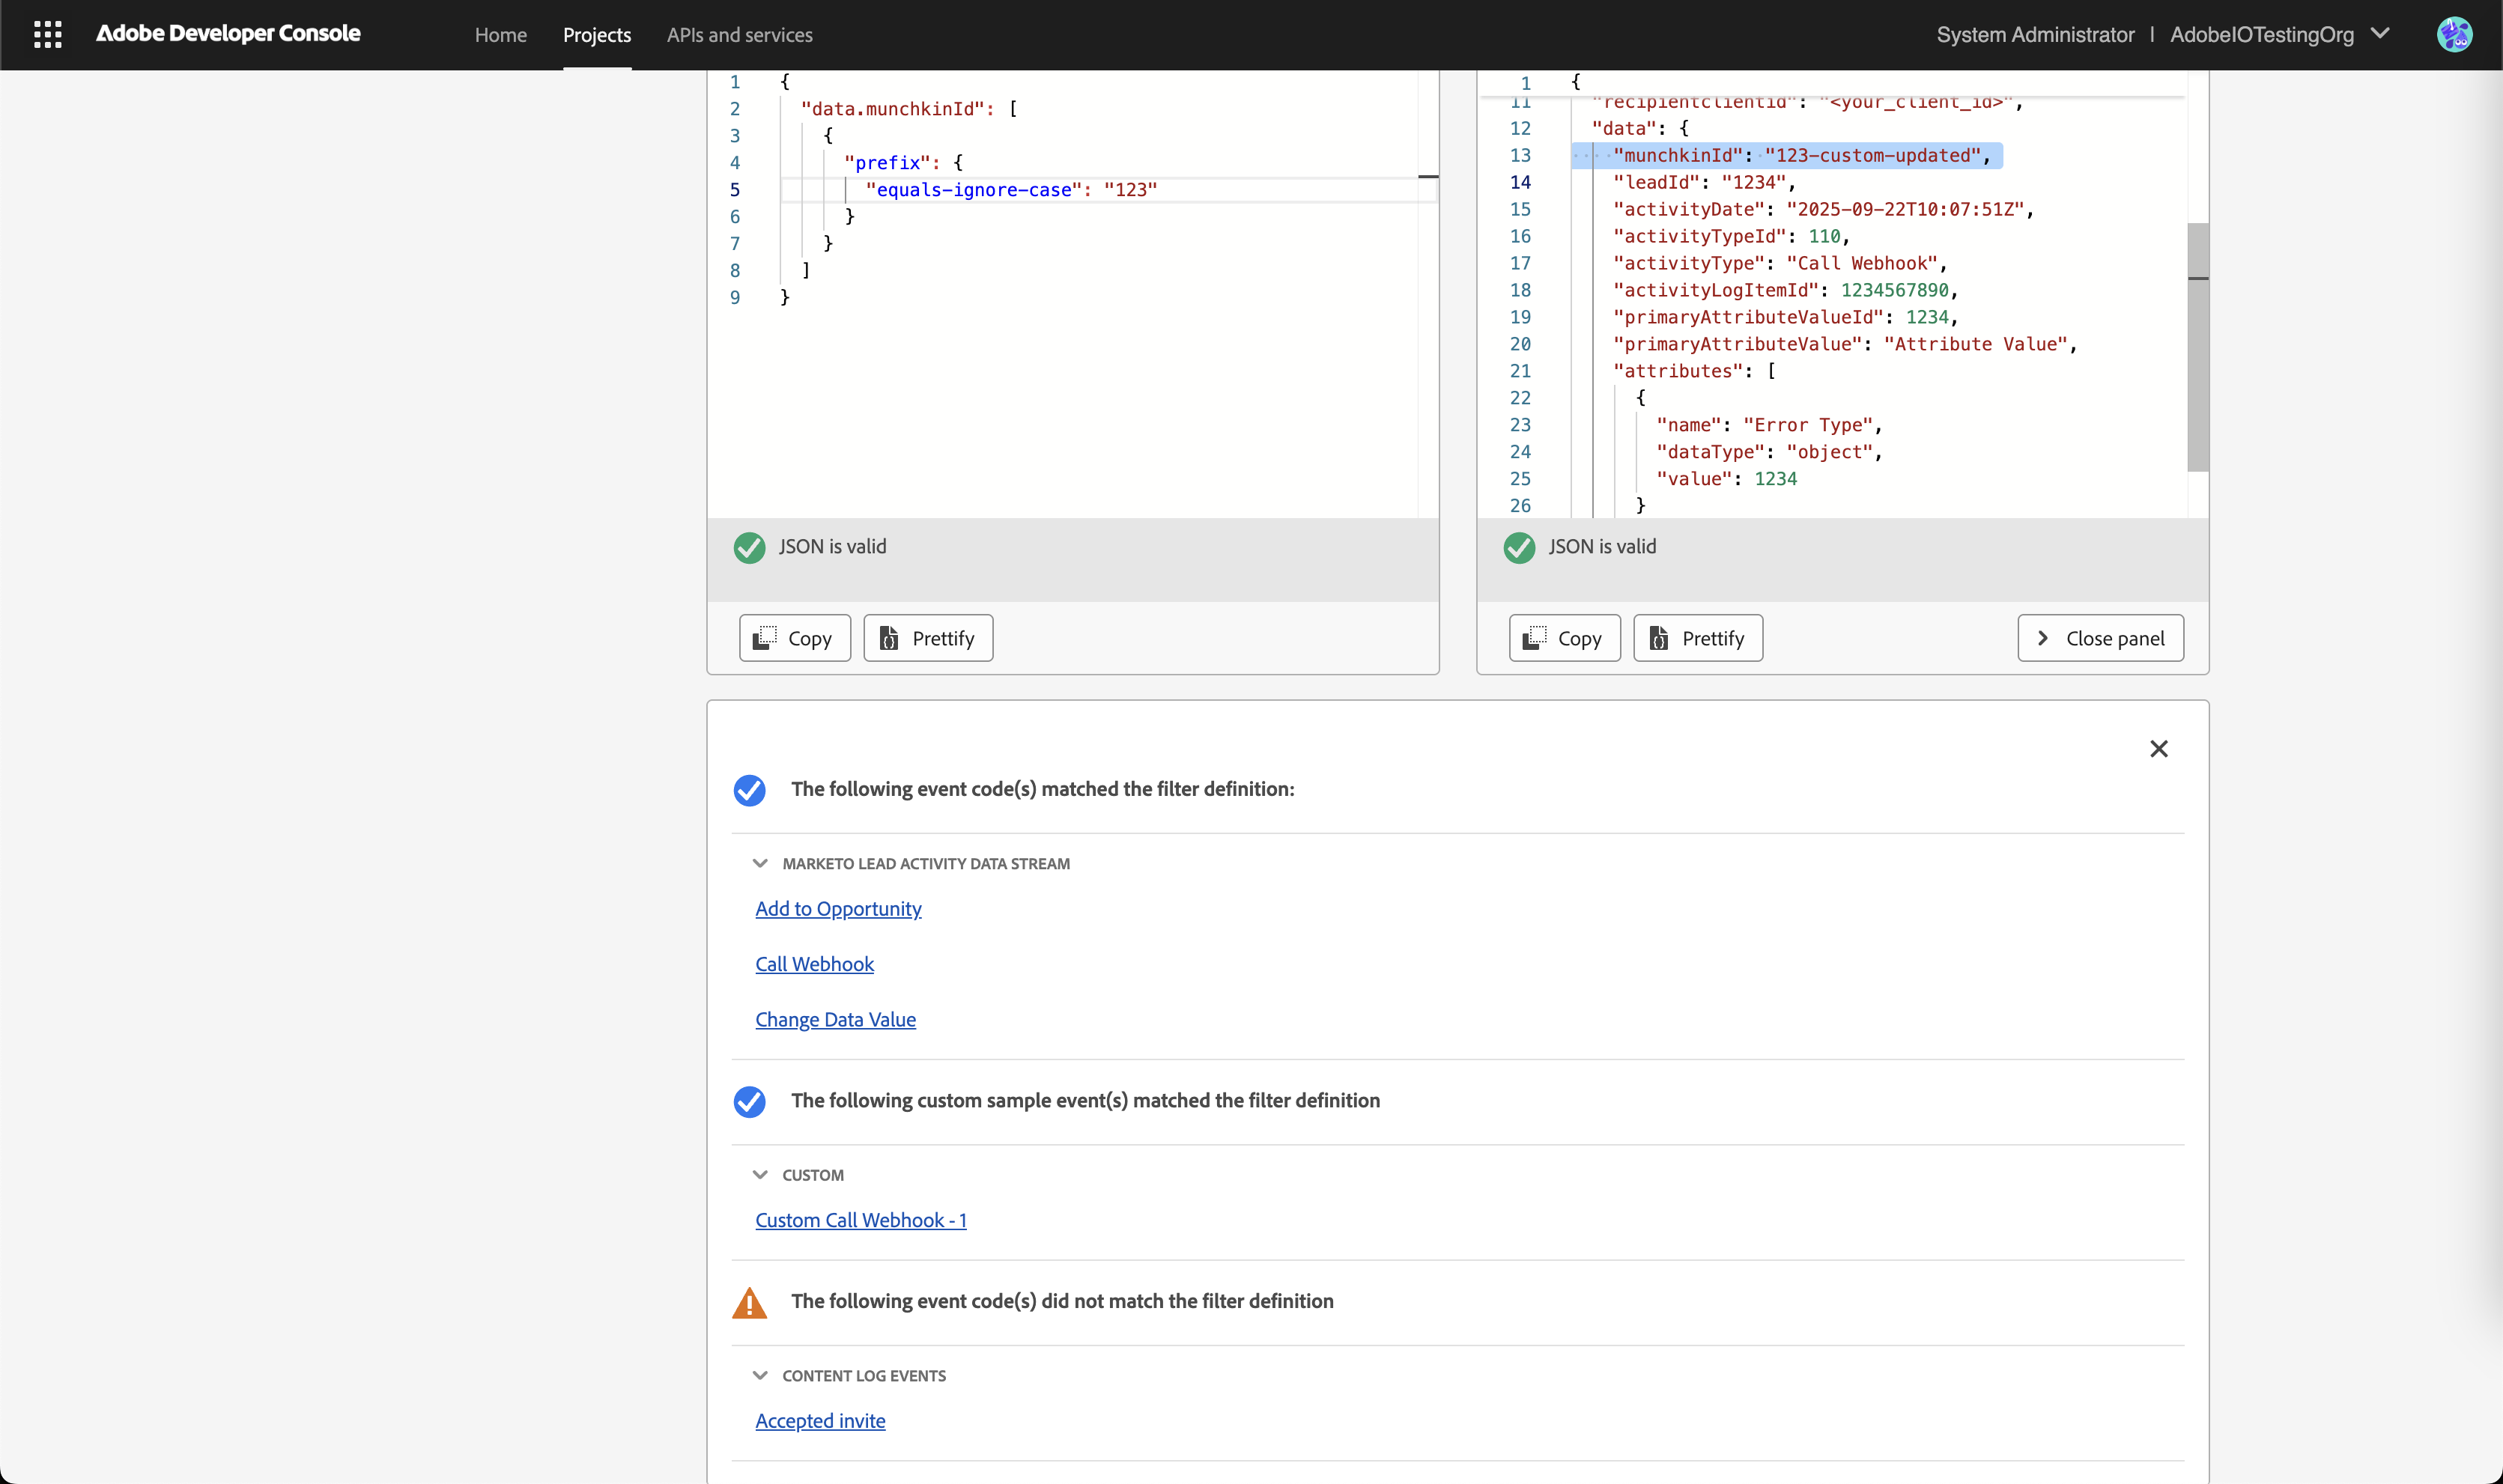 Adobe Developer Console
Home
Projects
APIs and services
System Administrator | AdobeIOTestingOrg
1 {
2 "data.munchkinId": [
3 {
4 "prefix": {
5 "equals-ignore-case": "123"
6 }
7 }
8 ]
9 }
JSON is valid
Copy
Prettify
1 {
11 "recipientclientid": "<your_client_id>",
12 "data": {
13 "munchkinId": "123-custom-updated",
14 "leadId": "1234",
15 "activityDate": "2025-09-22T10:07:51Z",
16 "activityTypeId": 110,
17 "activityType": "Call Webhook",
18 "activityLogItemId": 1234567890,
19 "primaryAttributeValueId": 1234,
20 "primaryAttributeValue": "Attribute Value",
21 "attributes": [
22 {
23 "name": "Error Type",
24 "dataType": "object",
25 "value": 1234
26 }
JSON is valid
Copy
Prettify
Close panel
The following event code(s) matched the filter definition:
MARKETO LEAD ACTIVITY DATA STREAM
Add to Opportunity
Call Webhook
Change Data Value
The following custom sample event(s) matched the filter definition
CUSTOM
Custom Call Webhook - 1
The following event code(s) did not match the filter definition
CONTENT LOG EVENTS
Accepted invite